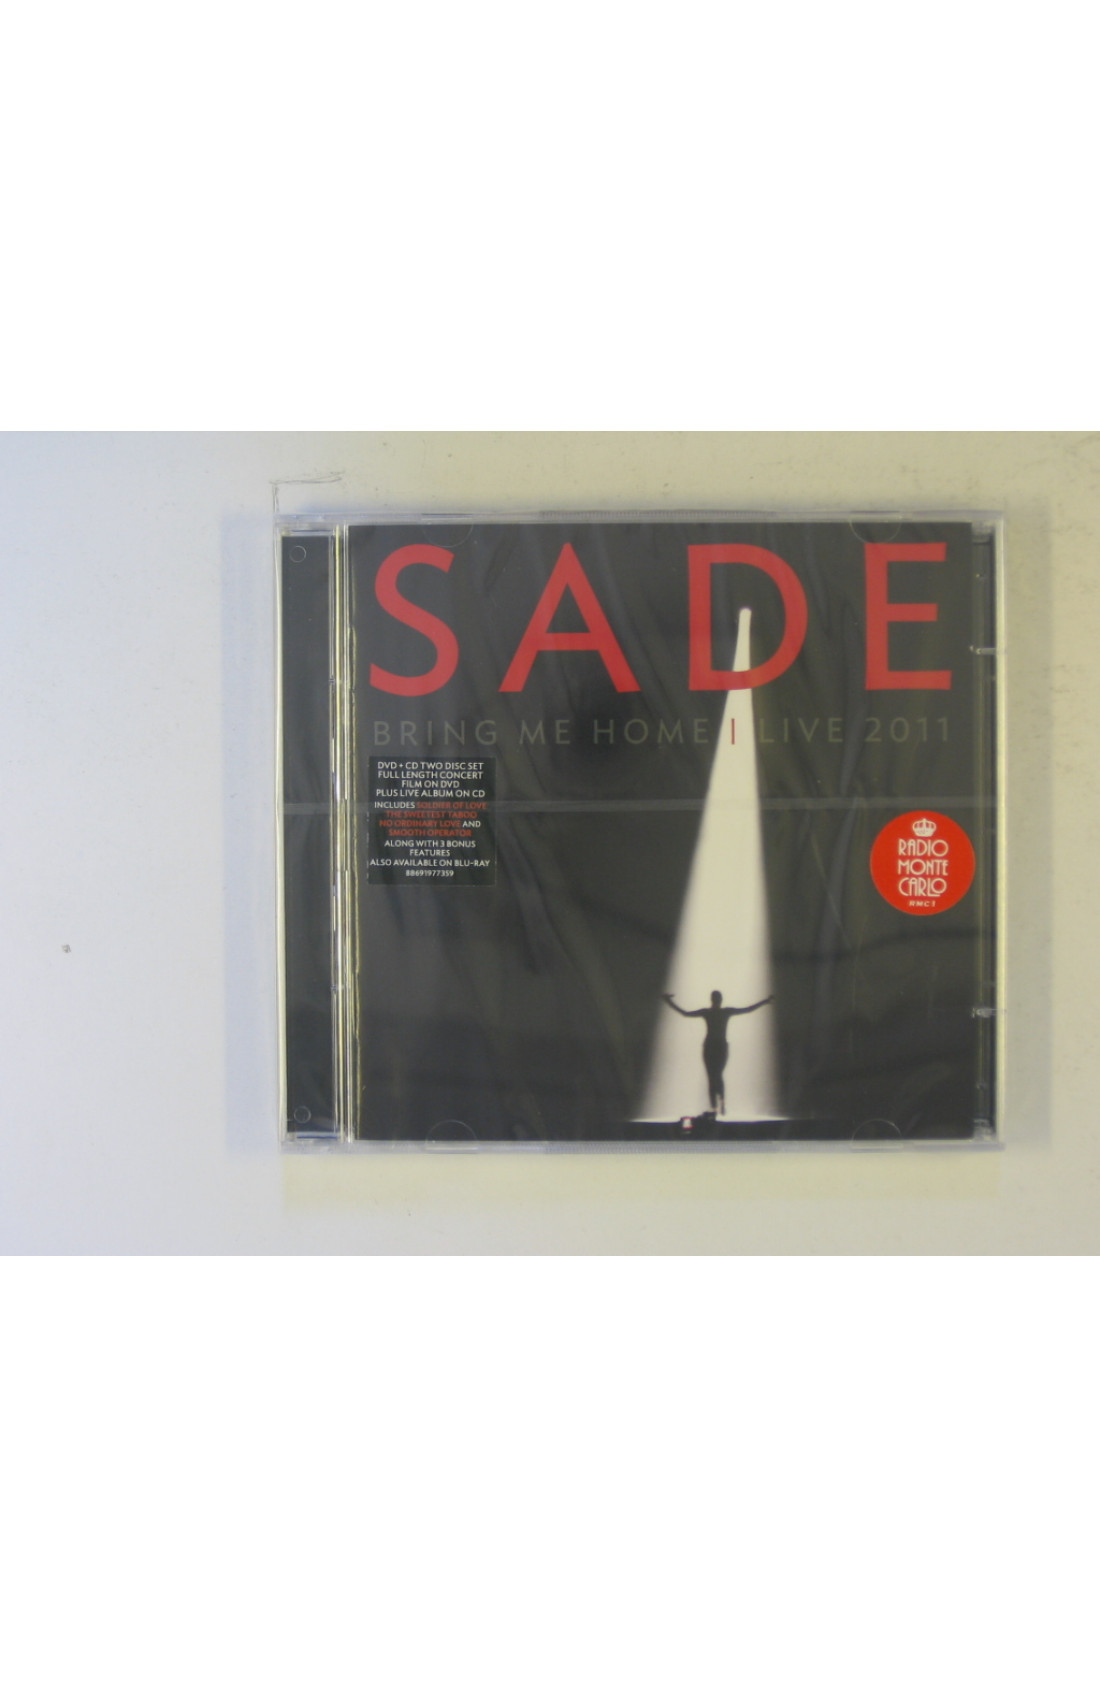 SADE
BRING ME HOME | LIVE 2011
DVD + CD TWO DISC SET
FULL LENGTH CONCERT
FILM ON DVD
PLUS LIVE ALBUM ON CD
INCLUDES SOLDIER OF LOVE
THE SWEETEST TABOO
NO ORDINARY LOVE AND
SMOOTH OPERATOR
ALONG WITH 3 BONUS
FEATURES
ALSO AVAILABLE ON BLU-RAY
88691977359
RADIO
MONTE
CARLO
RMC1